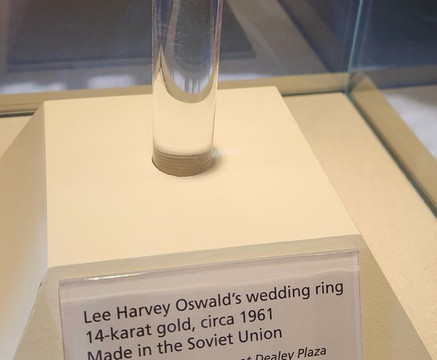 Lee Harvey Oswald's wedding ring
14-karat gold, circa 1961
Made in the Soviet Union
Dealey Plaza